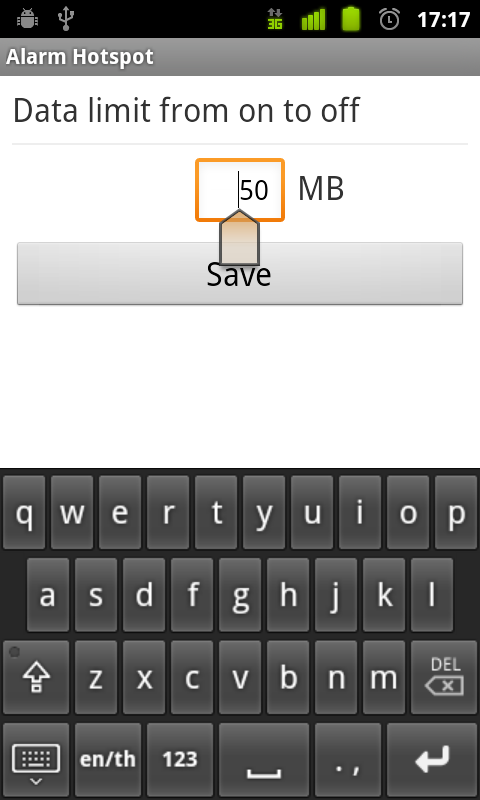 3G 17:17
Alarm Hotspot
Data limit from on to off
50 MB
Save
q w e r t y u i o p
a s d f g h j k l
z x c v b n m DEL
en/th 123 . ,